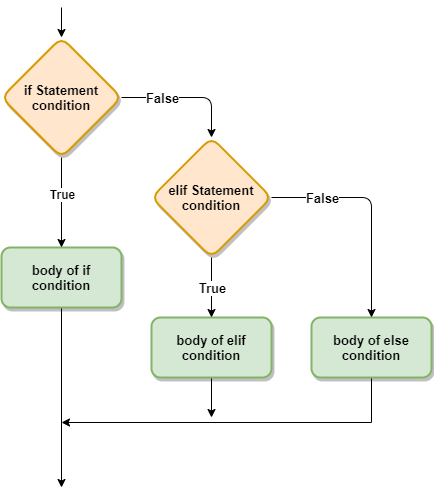 if Statement
condition
False
elif Statement
condition
True
False
body of if
condition
True
body of elif
condition
body of else
condition